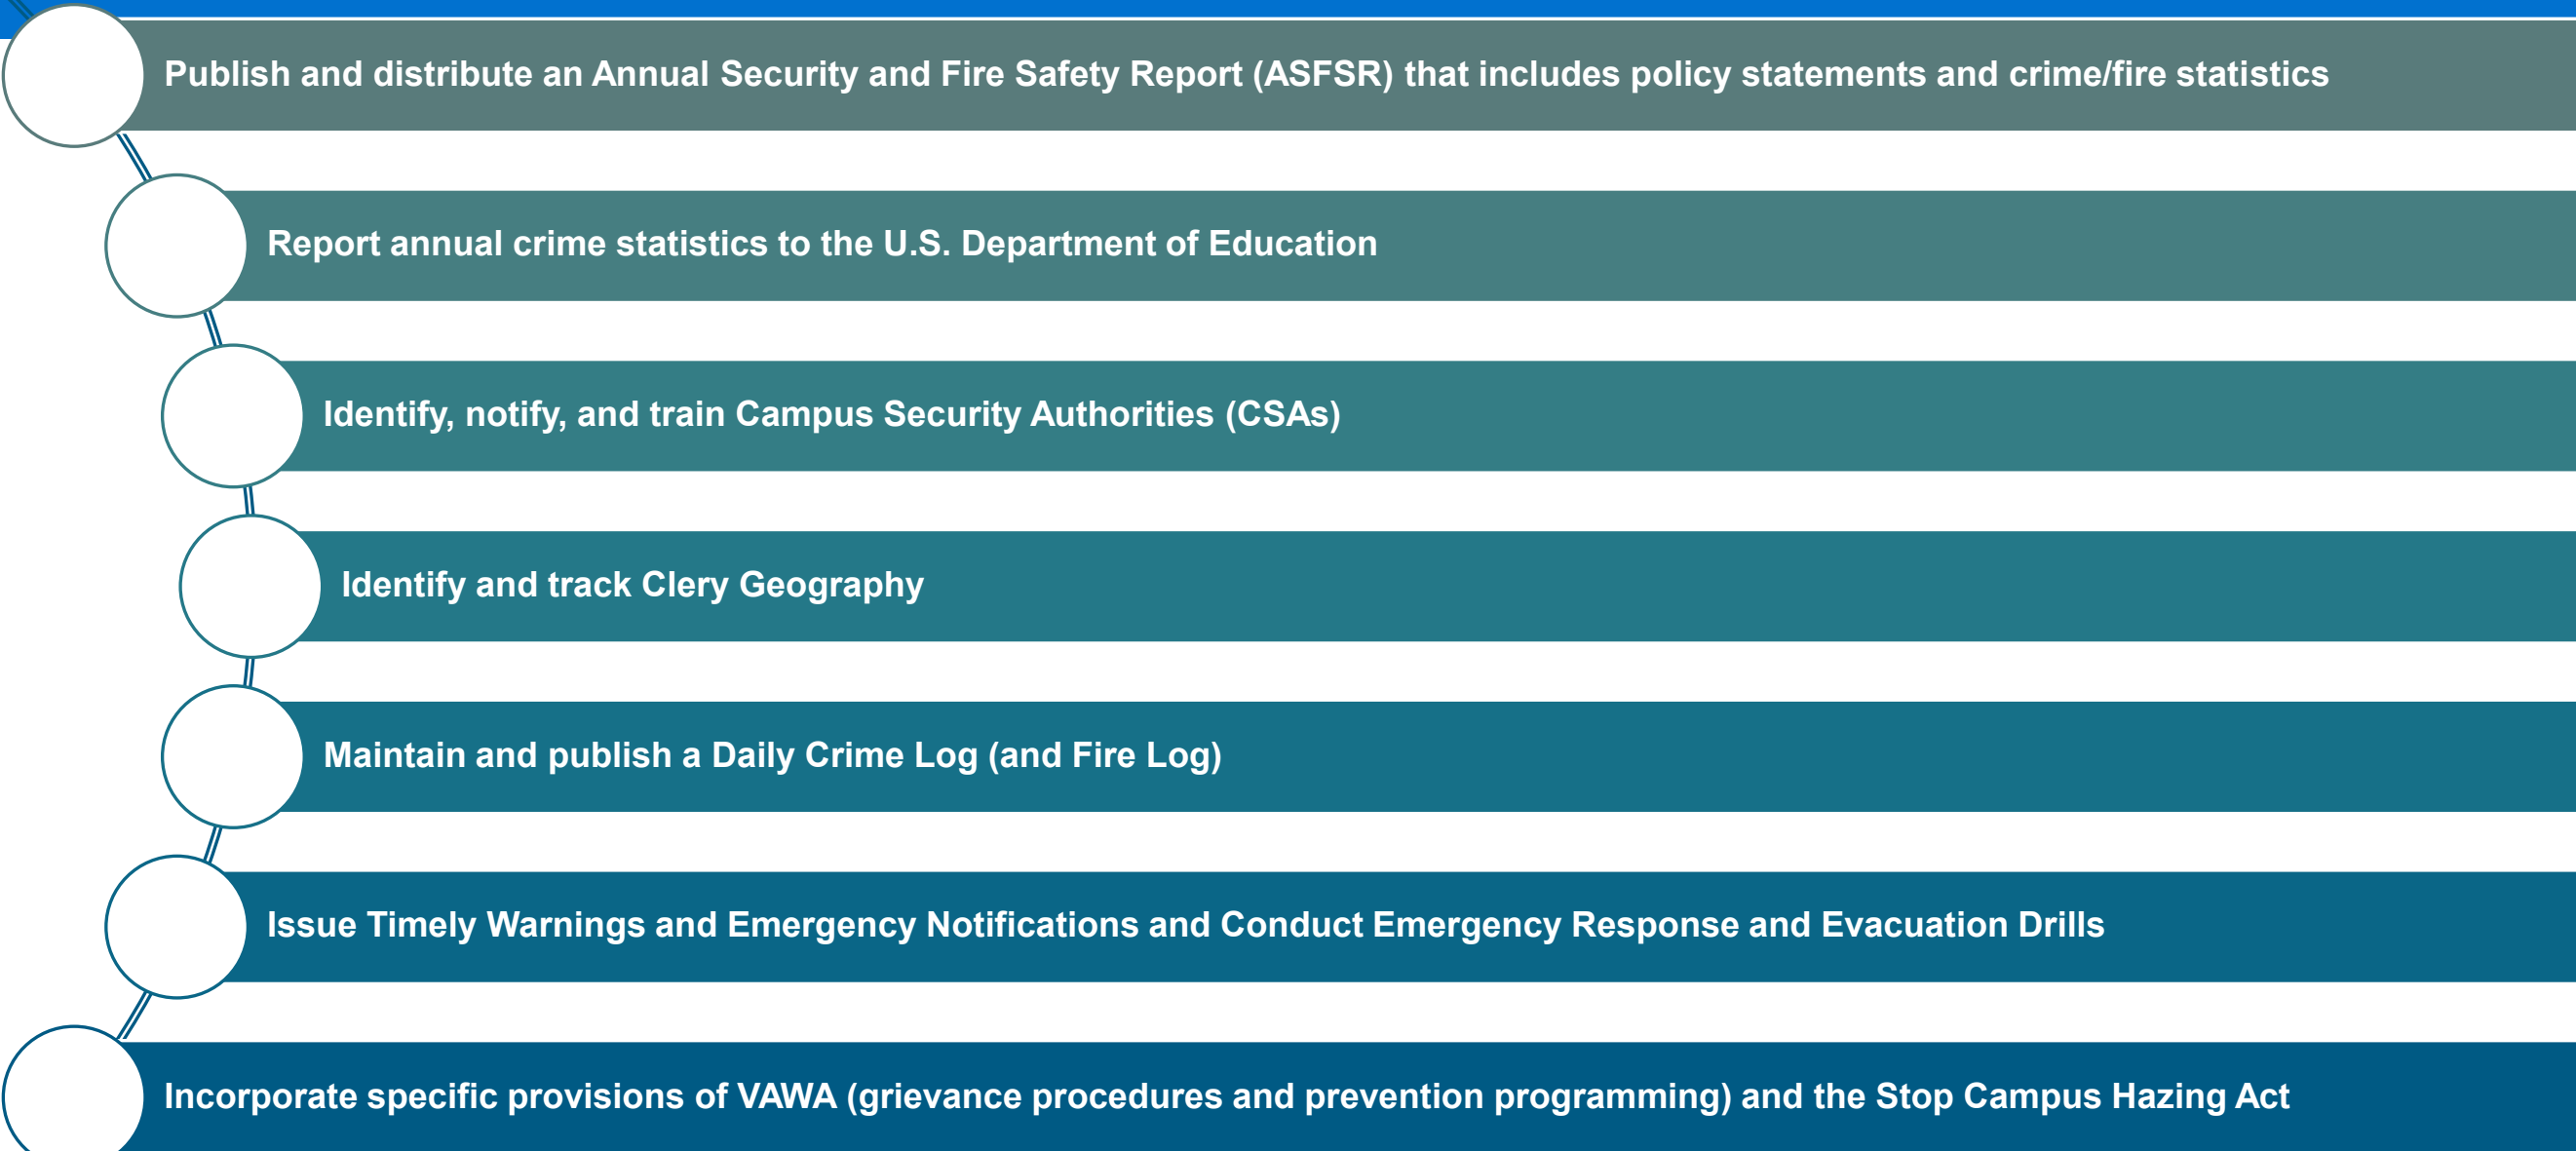 Publish and distribute an Annual Security and Fire Safety Report (ASFSR) that includes policy statements and crime/fire statistics
Report annual crime statistics to the U.S. Department of Education
Identify, notify, and train Campus Security Authorities (CSAs)
Identify and track Clery Geography
Maintain and publish a Daily Crime Log (and Fire Log)
Issue Timely Warnings and Emergency Notifications and Conduct Emergency Response and Evacuation Drills
Incorporate specific provisions of VAWA (grievance procedures and prevention programming) and the Stop Campus Hazing Act